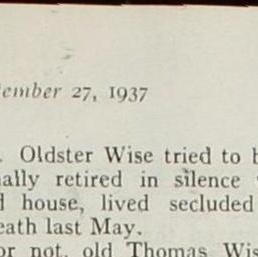 ember 27, 1937
. Oldster Wise tried to b
ally retired in silence
d house, lived secluded
eath last May.
or not, old Thomas Wis